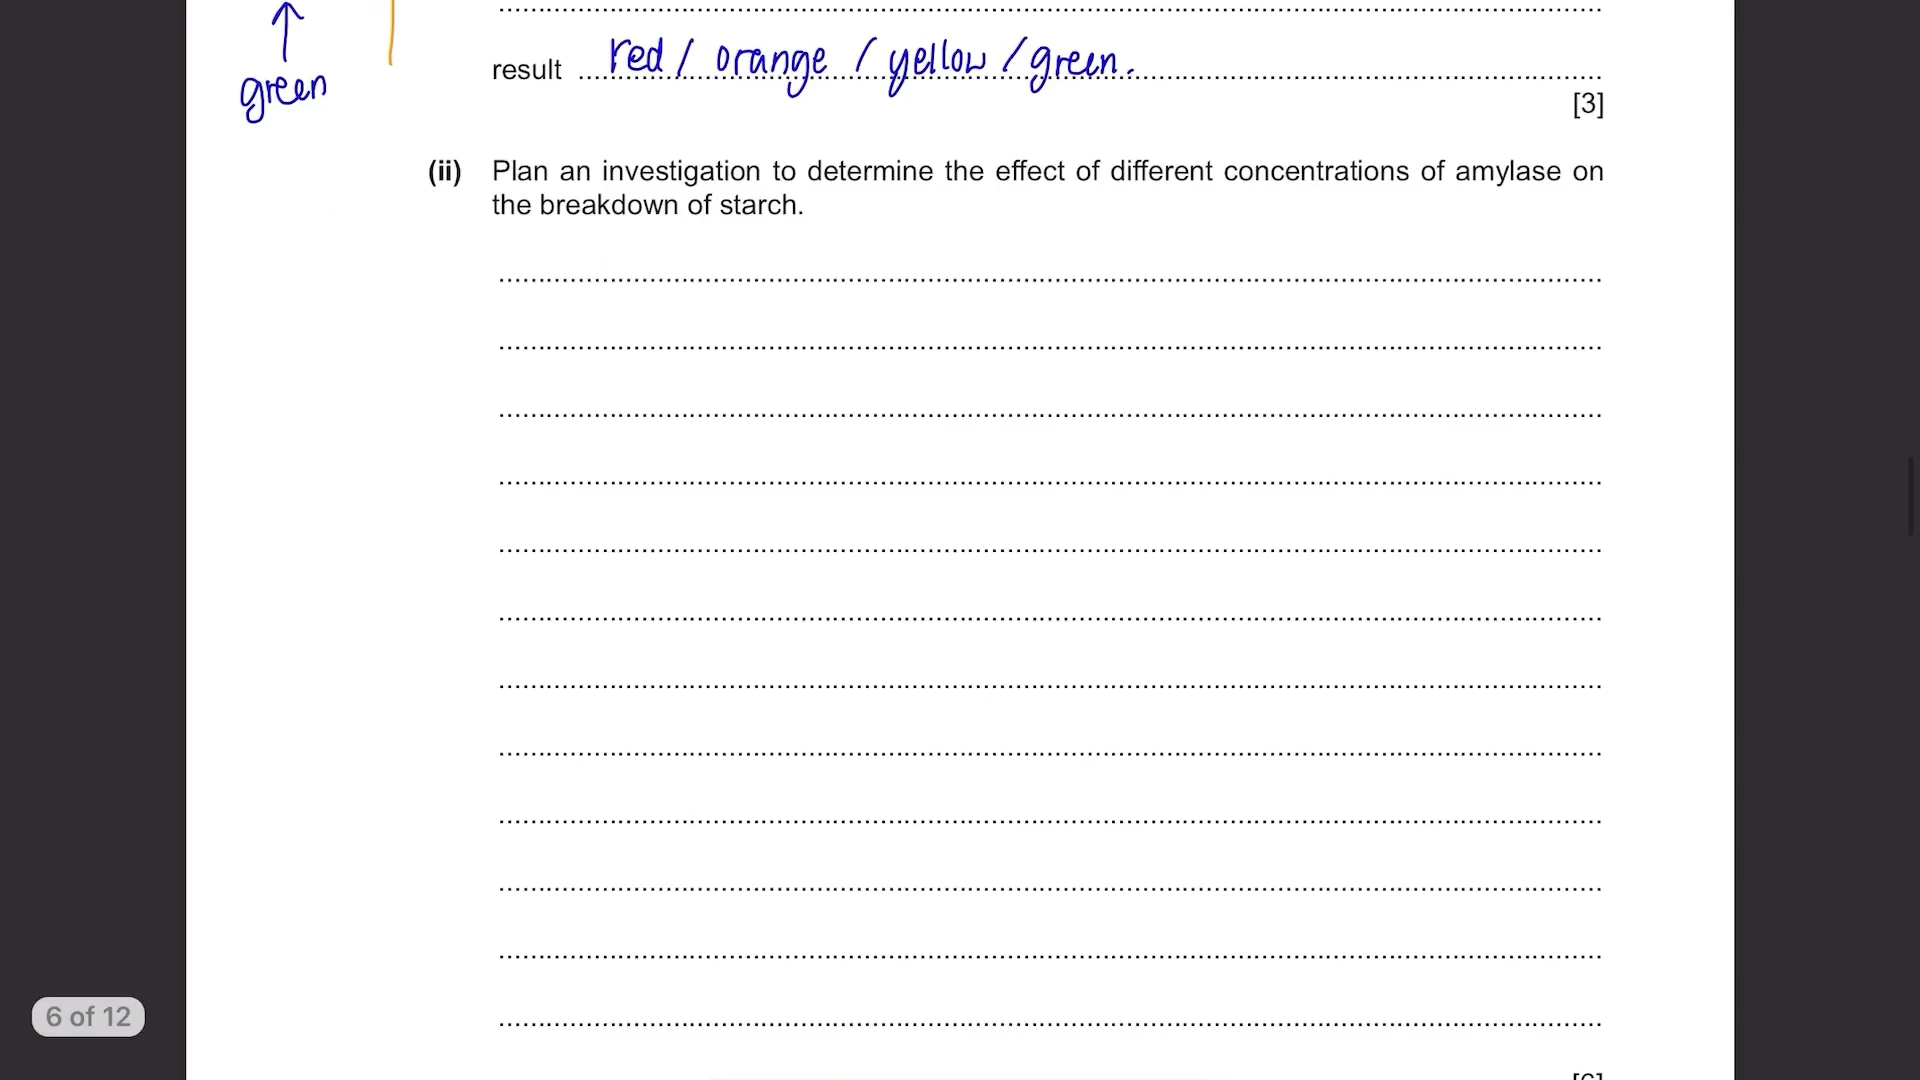 green
result red / orange / yellow / green.
[3]
(ii) Plan an investigation to determine the effect of different concentrations of amylase on
the breakdown of starch.
6 of 12